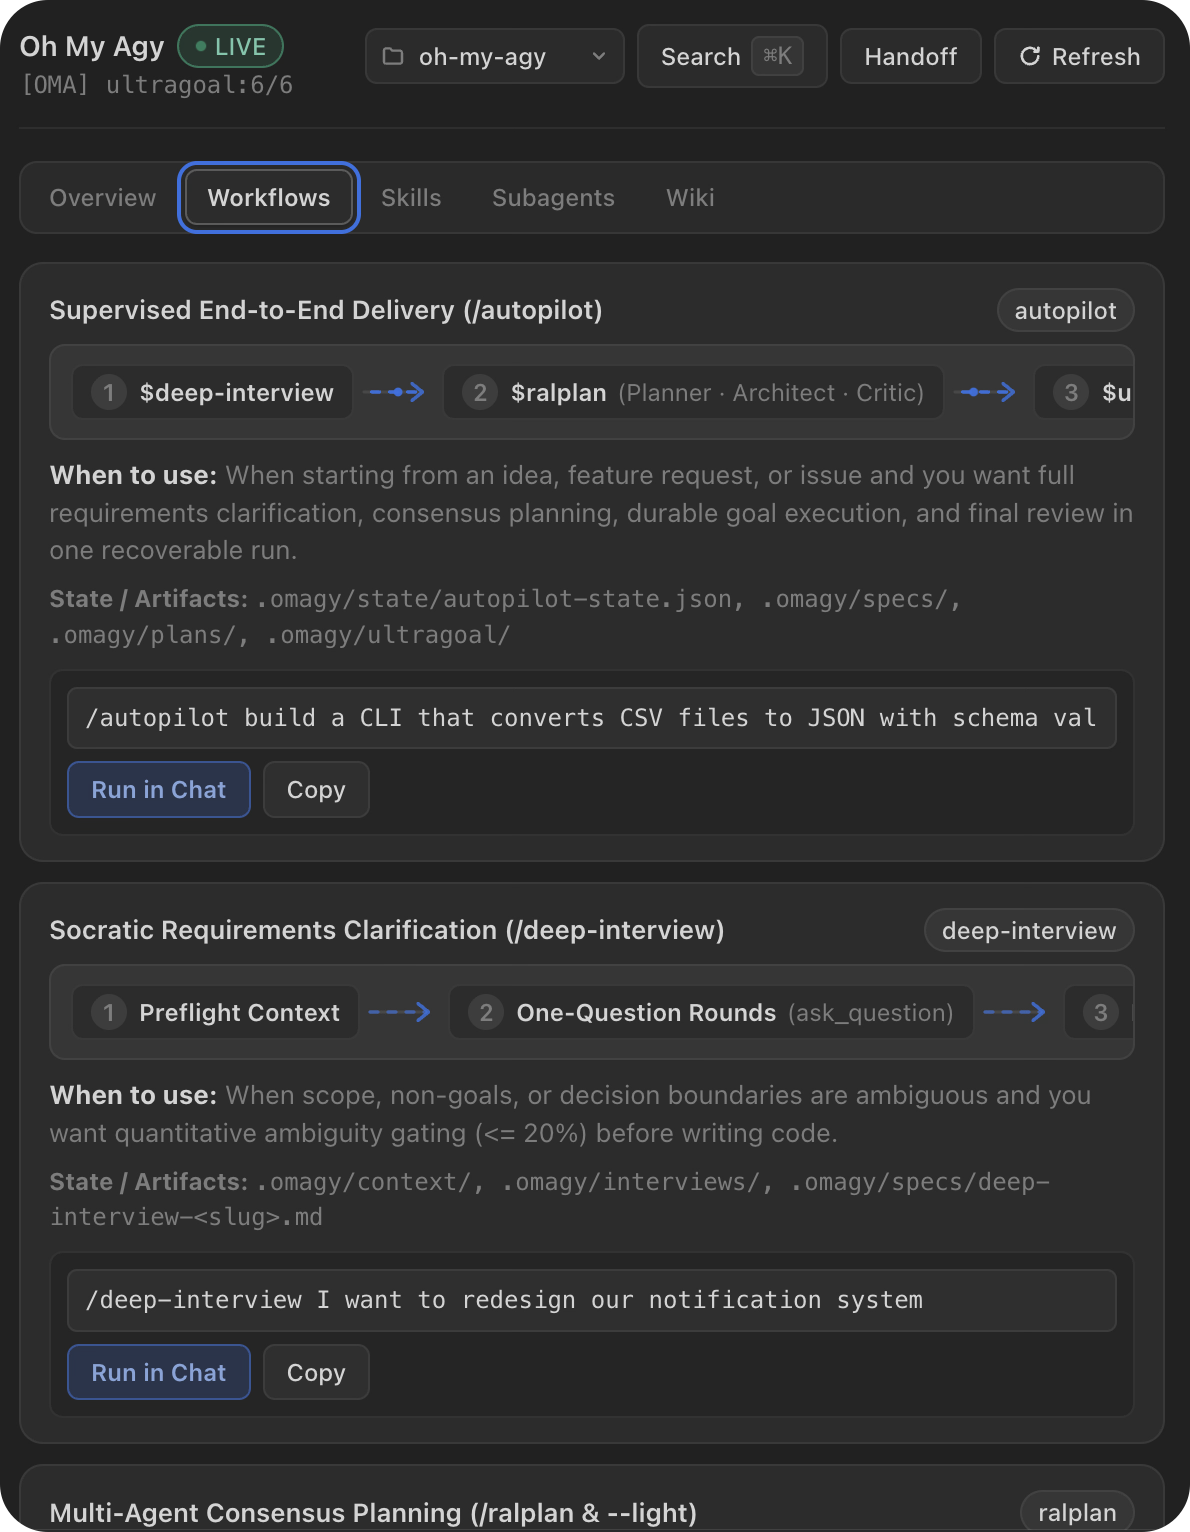 Oh My Agy
LIVE
[OMA] ultragoal:6/6
oh-my-agy
Search ⌘K
Handoff
Refresh
Overview
Workflows
Skills
Subagents
Wiki
Supervised End-to-End Delivery (/autopilot)
autopilot
1 $deep-interview
2 $ralplan (Planner · Architect · Critic)
3 $u
When to use: When starting from an idea, feature request, or issue and you want full
requirements clarification, consensus planning, durable goal execution, and final review in
one recoverable run.
State / Artifacts: .omagy/state/autopilot-state.json, .omagy/specs/,
.omagy/plans/, .omagy/ultragoal/
/autopilot build a CLI that converts CSV files to JSON with schema val
Run in Chat
Copy
Socratic Requirements Clarification (/deep-interview)
deep-interview
1 Preflight Context
2 One-Question Rounds (ask_question)
3
When to use: When scope, non-goals, or decision boundaries are ambiguous and you
want quantitative ambiguity gating (<= 20%) before writing code.
State / Artifacts: .omagy/context/, .omagy/interviews/, .omagy/specs/deep-
interview-<slug>.md
/deep-interview I want to redesign our notification system
Run in Chat
Copy
Multi-Agent Consensus Planning (/ralplan & --light)
ralplan